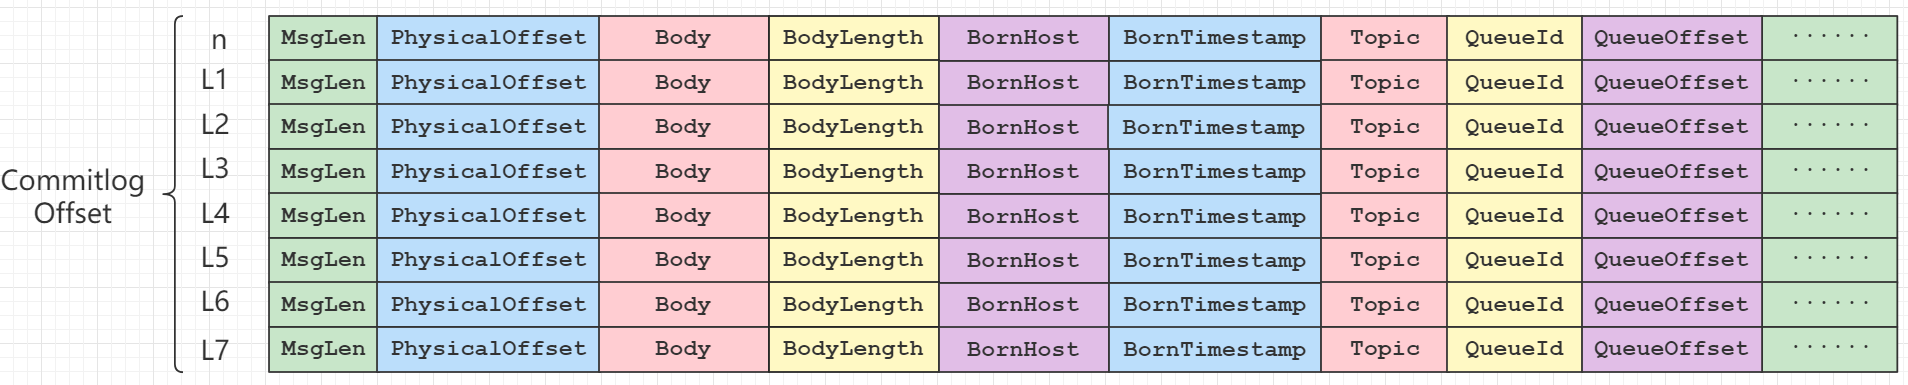 n MsgLen PhysicalOffset Body BodyLength BornHost BornTimestamp Topic QueueId QueueOffset ······
L1 MsgLen PhysicalOffset Body BodyLength BornHost BornTimestamp Topic QueueId QueueOffset ······
L2 MsgLen PhysicalOffset Body BodyLength BornHost BornTimestamp Topic QueueId QueueOffset ······
L3 MsgLen PhysicalOffset Body BodyLength BornHost BornTimestamp Topic QueueId QueueOffset ······
Commitlog
Offset
L4 MsgLen PhysicalOffset Body BodyLength BornHost BornTimestamp Topic QueueId QueueOffset ······
L5 MsgLen PhysicalOffset Body BodyLength BornHost BornTimestamp Topic QueueId QueueOffset ······
L6 MsgLen PhysicalOffset Body BodyLength BornHost BornTimestamp Topic QueueId QueueOffset ······
L7 MsgLen PhysicalOffset Body BodyLength BornHost BornTimestamp Topic QueueId QueueOffset ······